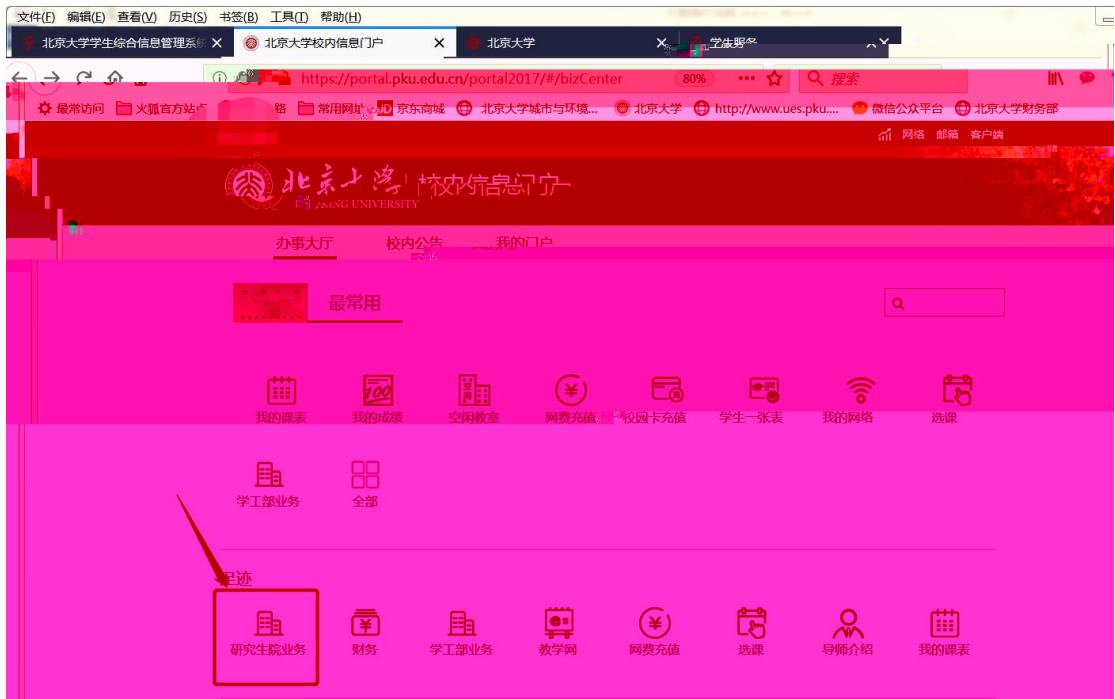 文件(F) 编辑(E) 查看(V) 历史(S) 书签(B) 工具(T) 帮助(H)
北京大学学生综合信息管理系统 北京大学校内信息门户 北京大学 学生服务
https://portal.pku.edu.cn/portal2017/#/bizCenter 80% 搜索
最常访问 火狐官方站点 路 常用网址 JD 京东商城 北京大学城市与环境... 北京大学 http://www.ues.pku.... 微信公众平台 北京大学财务部
网络 邮箱 客户端
北京大学 校内信息门户
PEKING UNIVERSITY
办事大厅 校内公告 我的门户
最常用
我的课表 我的成绩 空闲教室 网费充值 校园卡充值 学生一张表 我的网络 选课
学工部业务 全部
足迹
研究生院业务 财务 学工部业务 教学网 网费充值 选课 导师介绍 我的课表